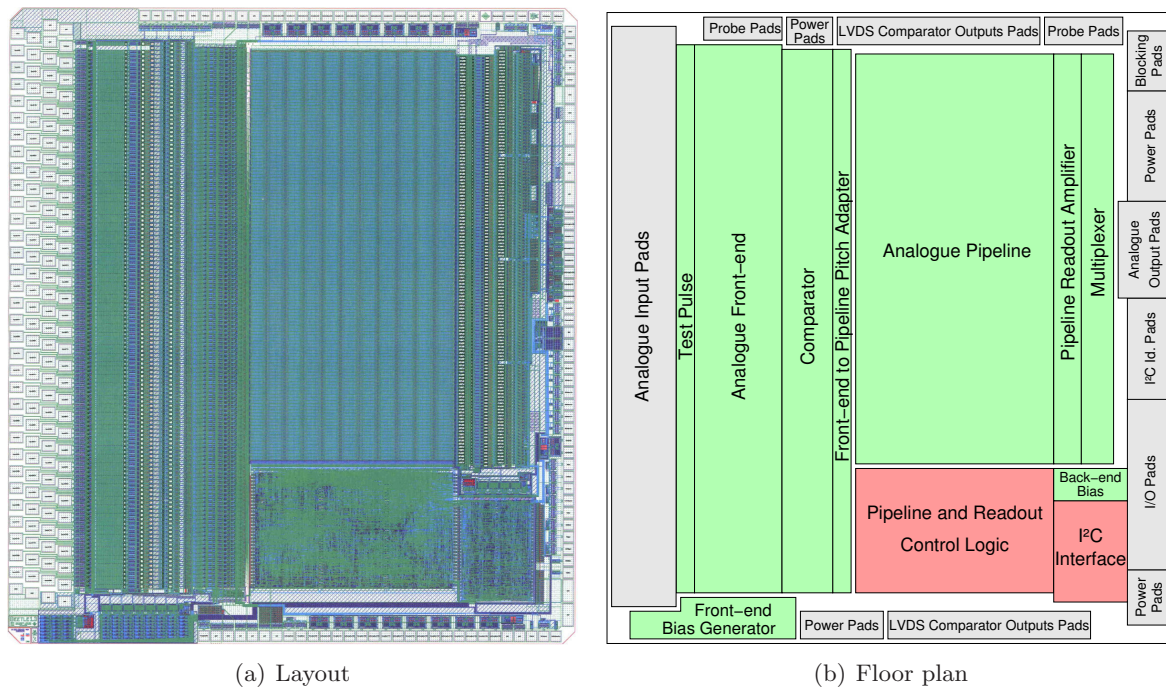 Probe Pads
Power
Pads
LVDS Comparator Outputs Pads
Probe Pads
Blocking
Pads
Power Pads
Analogue
Output Pads
I²C Id. Pads
I/O Pads
Power
Pads
Analogue Input Pads
Test Pulse
Analogue Front−end
Comparator
Front−end to Pipeline Pitch Adapter
Analogue Pipeline
Pipeline Readout Amplifier
Multiplexer
Back−end
Bias
Pipeline and Readout
Control Logic
I²C
Interface
Front−end
Bias Generator
Power Pads
LVDS Comparator Outputs Pads
(a) Layout
(b) Floor plan